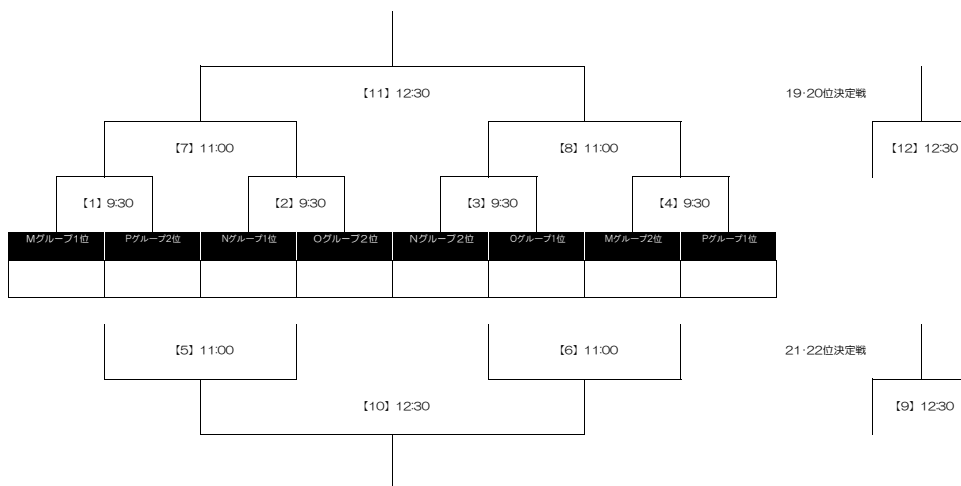 【11】 12:30
19・20位決定戦
【7】 11:00
【8】 11:00
【12】 12:30
【1】 9:30
【2】 9:30
【3】 9:30
【4】 9:30
Mグループ1位
Pグループ2位
Nグループ1位
Oグループ2位
Nグループ2位
Oグループ1位
Mグループ2位
Pグループ1位
【5】 11:00
【6】 11:00
21・22位決定戦
【10】 12:30
【9】 12:30